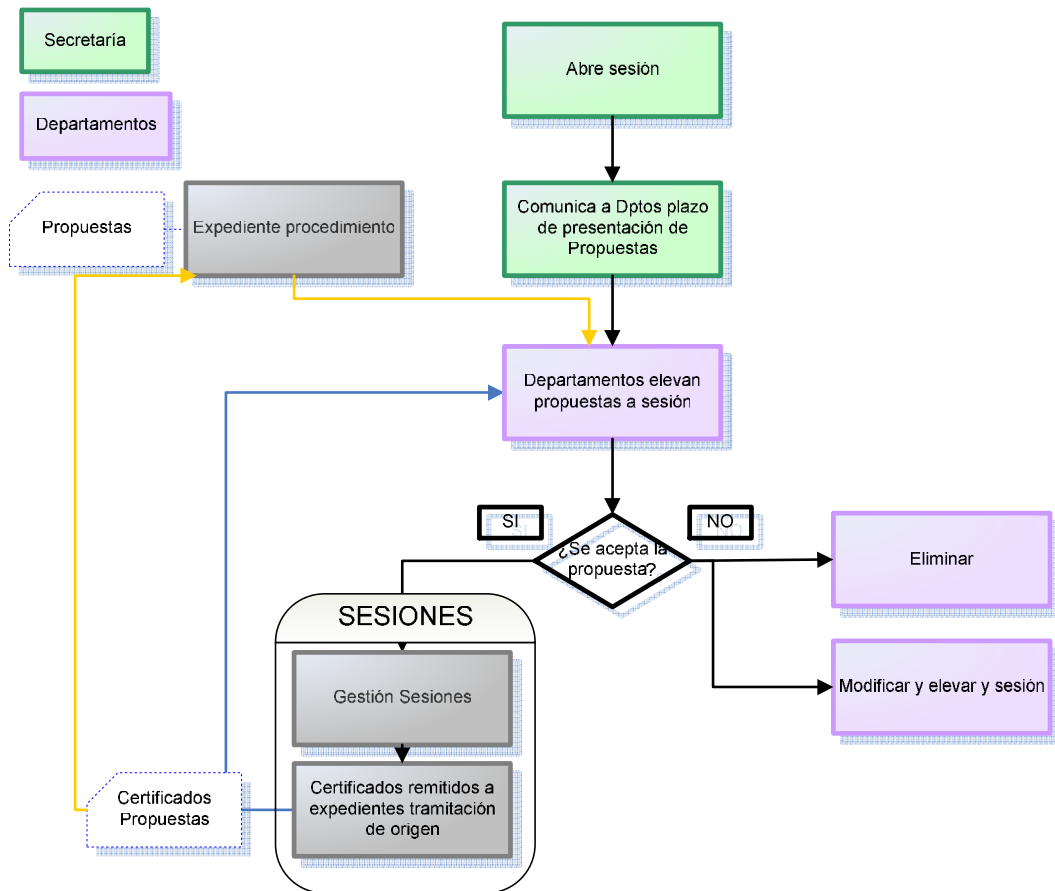 Secretaría
Abre sesión
Departamentos
Propuestas
Expediente procedimiento
Comunica a Dptos plazo
de presentación de
Propuestas
Departamentos elevan
propuestas a sesión
SI
NO
¿Se acepta la
propuesta?
Eliminar
SESIONES
Gestión Sesiones
Modificar y elevar y sesión
Certificados remitidos a
expedientes tramitación
de origen
Certificados
Propuestas